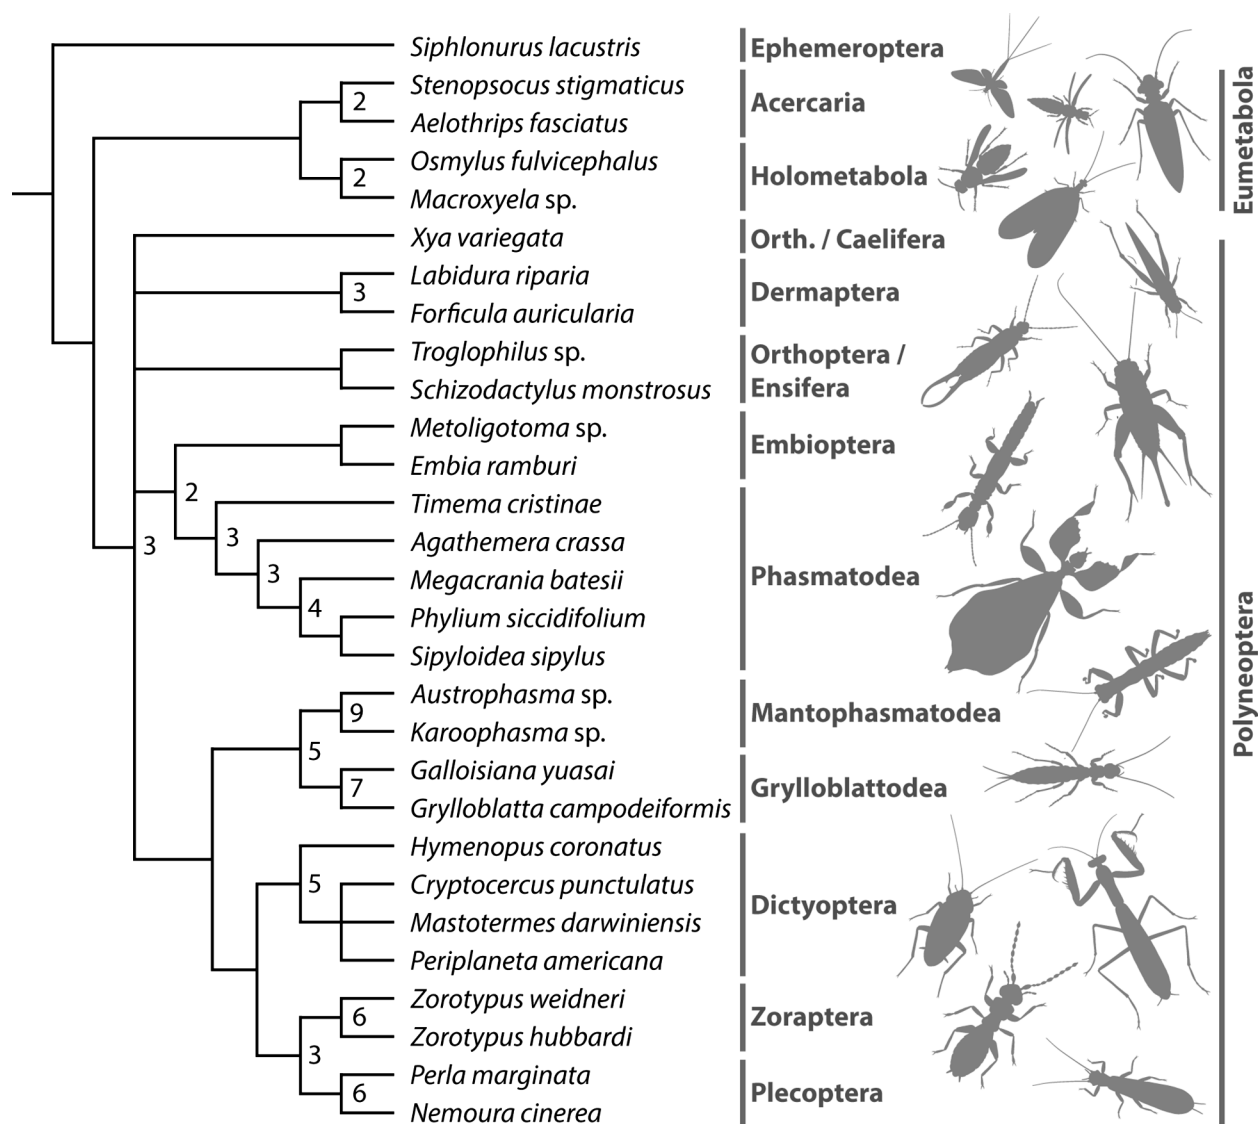 Siphlonurus lacustris
Stenopsocus stigmaticus
2
Aelothrips fasciatus
Osmylus fulvicephalus
2
Macroxyela sp.
Xya variegata
Labidura riparia
3
Forficula auricularia
Troglophilus sp.
Schizodactylus monstrosus
Metoligotoma sp.
Embia ramburi
2
Timema cristinae
3
Agathemera crassa
3
3
Megacrania batesii
4
Phylium siccidifolium
Sipyloidea sipylus
Austrophasma sp.
9
Karoophasma sp.
5
Galloisiana yuasai
7
Grylloblatta campodeiformis
Hymenopus coronatus
5
Cryptocercus punctulatus
Mastotermes darwiniensis
Periplaneta americana
Zorotypus weidneri
6
Zorotypus hubbardi
3
Perla marginata
6
Nemoura cinerea
Ephemeroptera
Acercaria
Holometabola
Orth. / Caelifera
Dermaptera
Orthoptera /
Ensifera
Embioptera
Phasmatodea
Mantophasmatodea
Grylloblattodea
Dictyoptera
Zoraptera
Plecoptera
Eumetabola
Polyneoptera